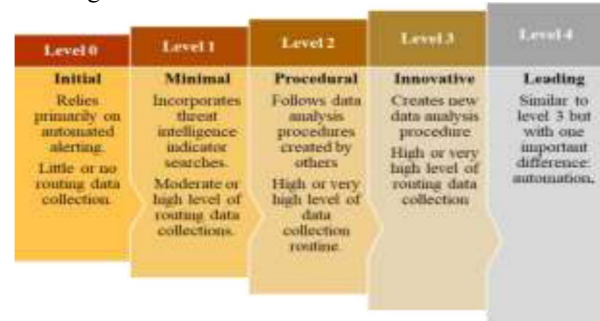 Level 0
Initial
Relies
primarily on
automated
alerting.
Little or no
routing data
collection.
Level 1
Minimal
Incorporates
threat
intelligence
indicator
searches.
Moderate or
high level of
routing data
collections.
Level 2
Procedural
Follows data
analysis
procedures
created by
others
High or very
high level of
data
collection
routine.
Level 3
Innovative
Creates new
data analysis
procedure
High or very
high level of
routing data
collection
Level 4
Leading
Similar to
level 3 but
with one
important
difference:
automation.